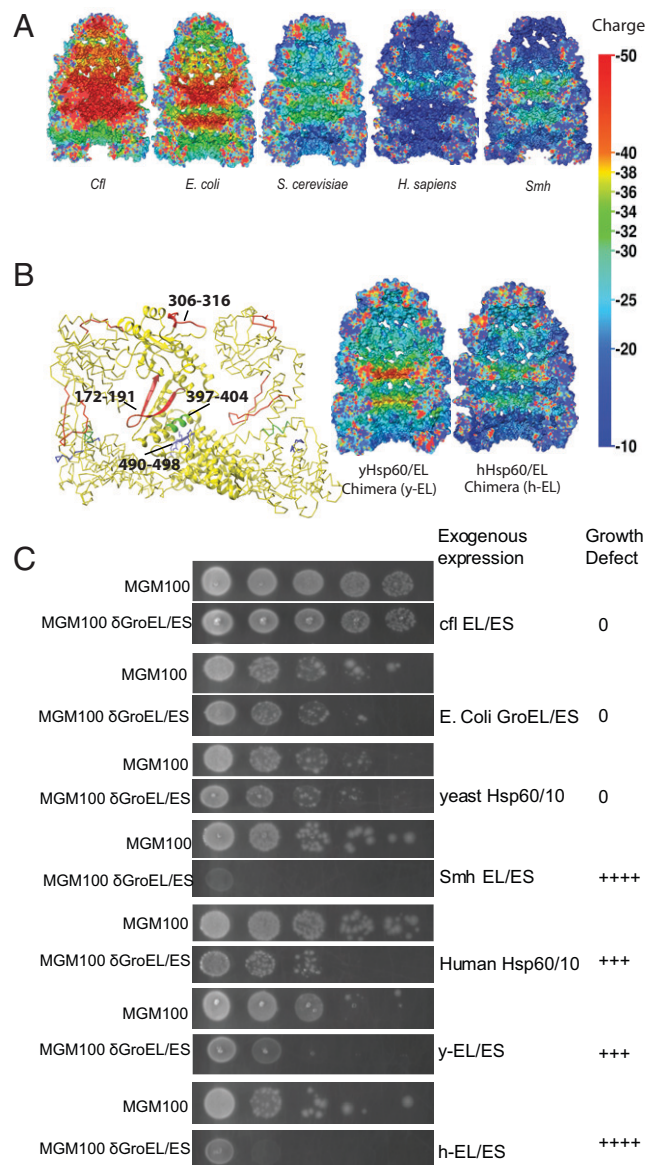 A
Charge
-50
-40
-38
-36
-34
-32
-30
-25
-20
-10
Cfl
E. coli
S. cerevisiae
H. sapiens
Smh
B
306-316
172-191
397-404
490-498
yHsp60/EL
Chimera (y-EL)
hHsp60/EL
Chimera (h-EL)
C
Exogenous
expression
Growth
Defect
MGM100
MGM100 δGroEL/ES
cfl EL/ES
0
MGM100
MGM100 δGroEL/ES
E. Coli GroEL/ES
0
MGM100
MGM100 δGroEL/ES
yeast Hsp60/10
0
MGM100
MGM100 δGroEL/ES
Smh EL/ES
++++
MGM100
MGM100 δGroEL/ES
Human Hsp60/10
+++
MGM100
MGM100 δGroEL/ES
y-EL/ES
+++
MGM100
MGM100 δGroEL/ES
h-EL/ES
++++